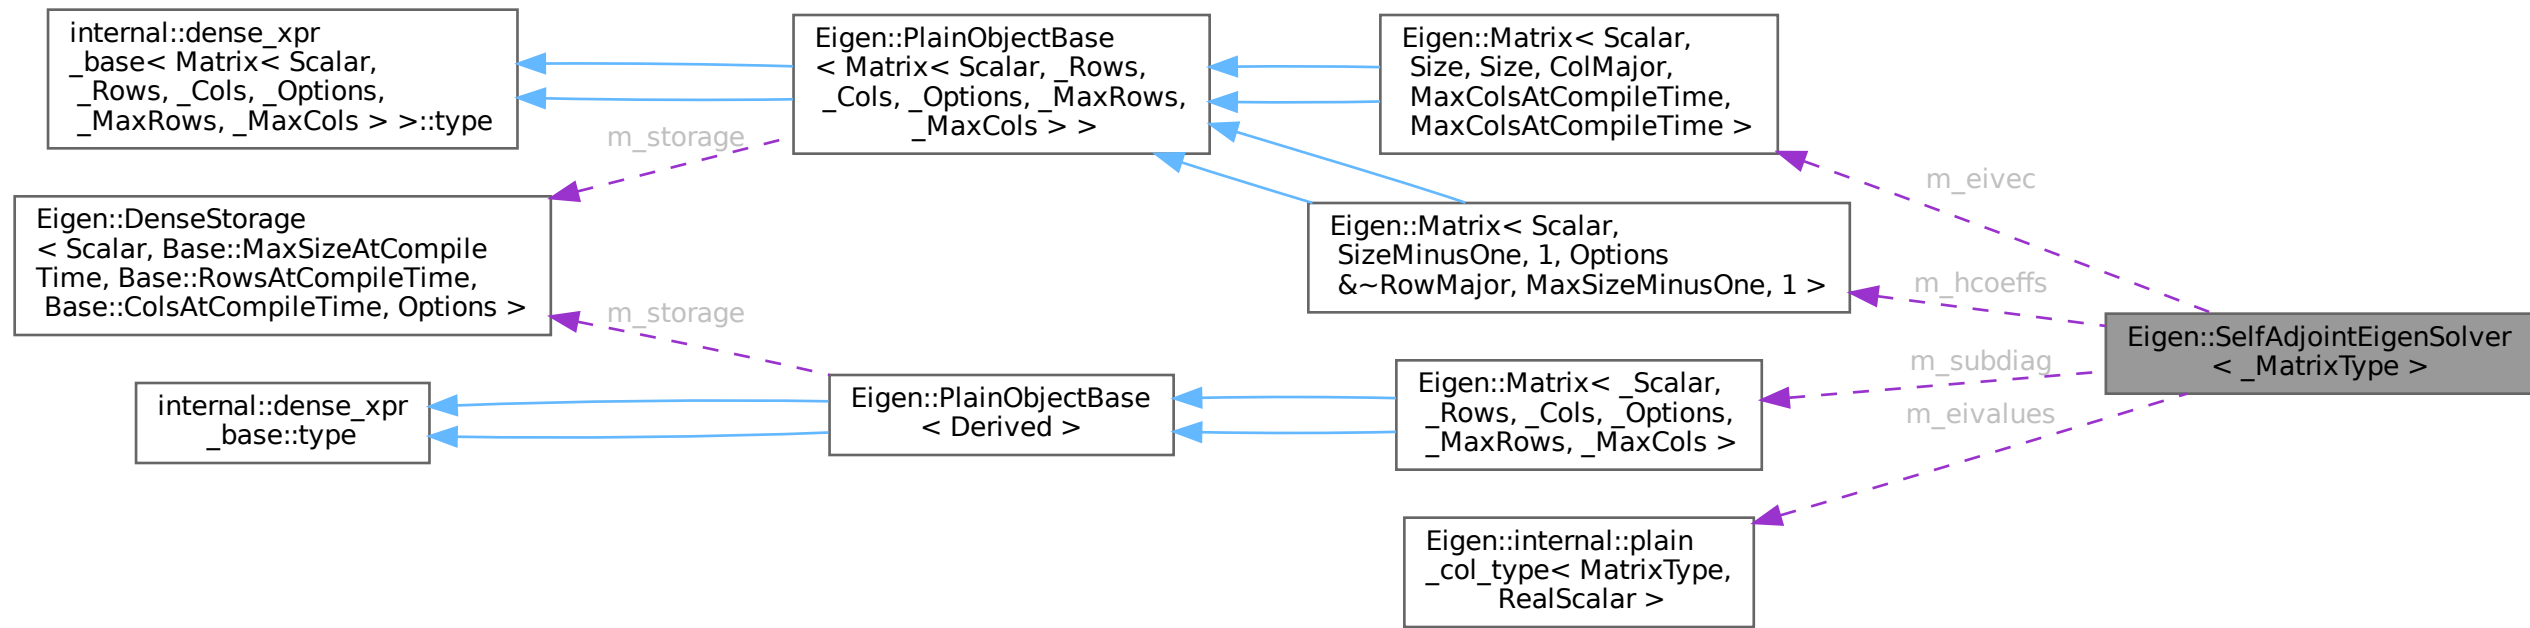 internal::dense_xpr
_base< Matrix< Scalar,
_Rows, _Cols, _Options,
_MaxRows, _MaxCols > >::type
Eigen::PlainObjectBase
< Matrix< Scalar, _Rows,
_Cols, _Options, _MaxRows,
_MaxCols > >
Eigen::Matrix< Scalar,
Size, Size, ColMajor,
MaxColsAtCompileTime,
MaxColsAtCompileTime >
m_storage
m_eivec
Eigen::DenseStorage
< Scalar, Base::MaxSizeAtCompile
Time, Base::RowsAtCompileTime,
Base::ColsAtCompileTime, Options >
Eigen::Matrix< Scalar,
SizeMinusOne, 1, Options
&~RowMajor, MaxSizeMinusOne, 1 >
m_hcoeffs
m_storage
Eigen::SelfAdjointEigenSolver
< _MatrixType >
m_subdiag
m_eivalues
internal::dense_xpr
_base::type
Eigen::PlainObjectBase
< Derived >
Eigen::Matrix< _Scalar,
_Rows, _Cols, _Options,
_MaxRows, _MaxCols >
Eigen::internal::plain
_col_type< MatrixType,
RealScalar >